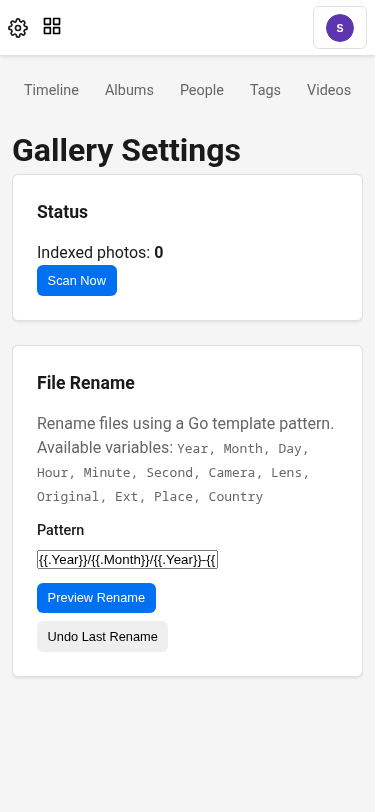 S
Timeline Albums People Tags Videos
Gallery Settings
Status
Indexed photos: 0
Scan Now
File Rename
Rename files using a Go template pattern.
Available variables: Year, Month, Day,
Hour, Minute, Second, Camera, Lens,
Original, Ext, Place, Country
Pattern
{{.Year}}/{{.Month}}/{{.Year}}-{{
Preview Rename
Undo Last Rename